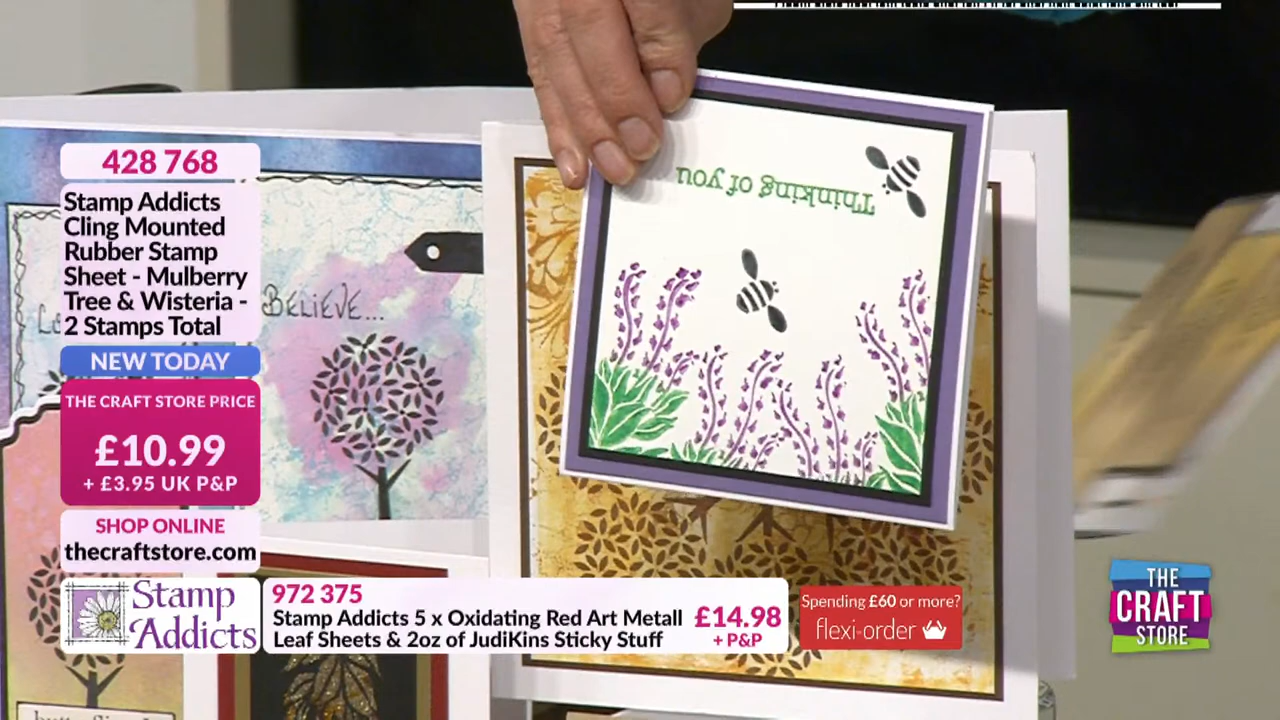 428 768
Stamp Addicts
Cling Mounted
Rubber Stamp
Sheet - Mulberry
Tree & Wisteria -
2 Stamps Total
NEW TODAY
THE CRAFT STORE PRICE
£10.99
+ £3.95 UK P&P
SHOP ONLINE
thecraftstore.com
BELIEVE...
Thinking of you
Stamp
Addicts
972 375
Stamp Addicts 5 x Oxidating Red Art Metall
Leaf Sheets & 2oz of JudiKins Sticky Stuff
£14.98
+ P&P
Spending £60 or more?
flexi-order
THE
CRAFT
STORE